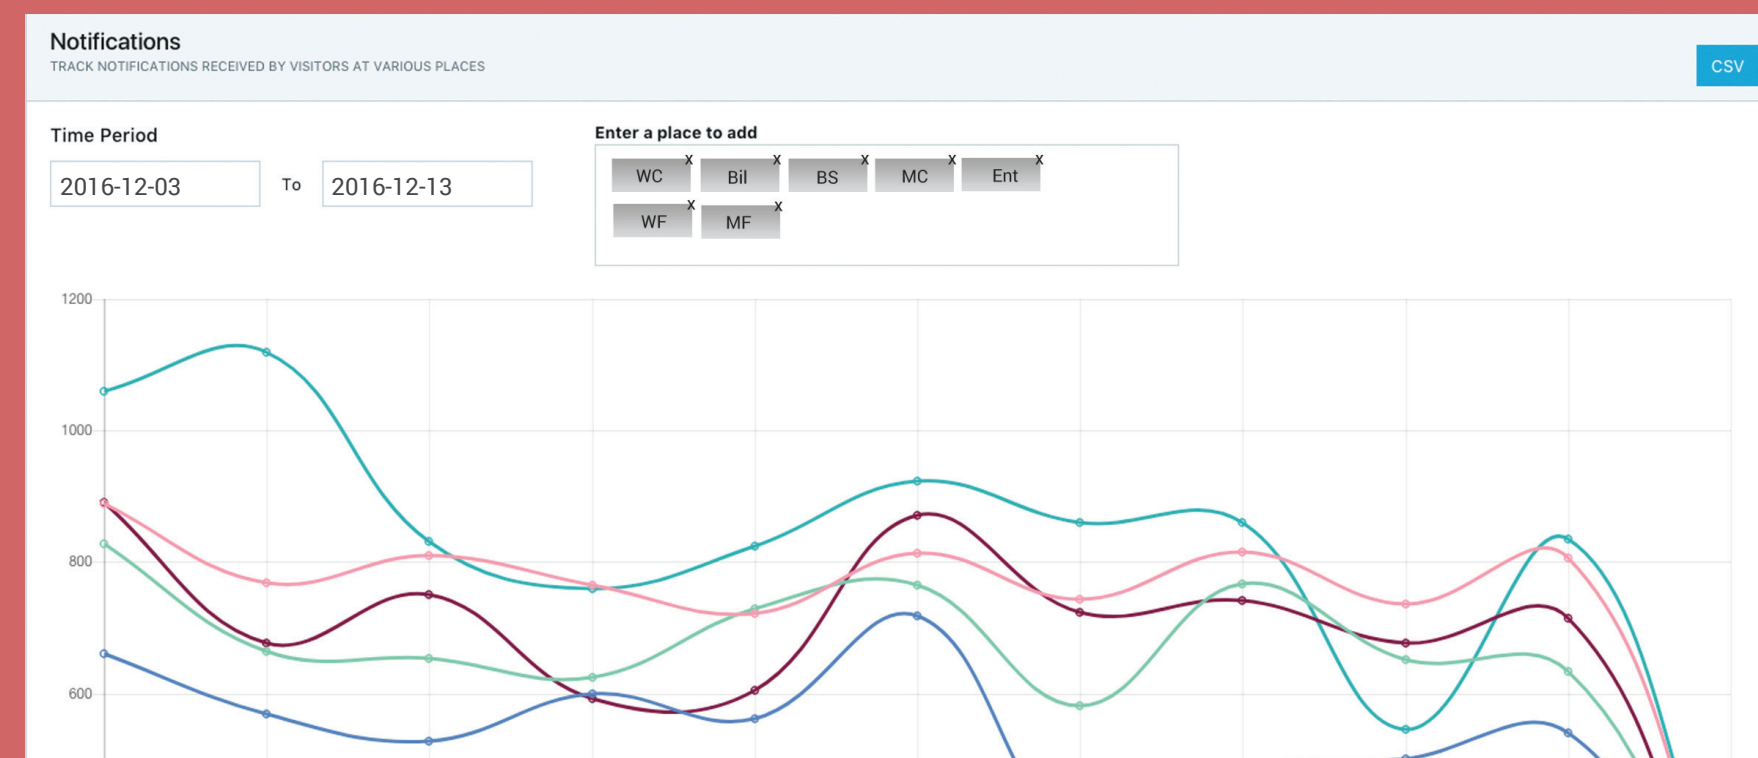 Notifications
TRACK NOTIFICATIONS RECEIVED BY VISITORS AT VARIOUS PLACES
CSV
Time Period
2016-12-03 To 2016-12-13
Enter a place to add
WC x Bil x BS x MC x Ent x
WF x MF x
1200
1000
800
600